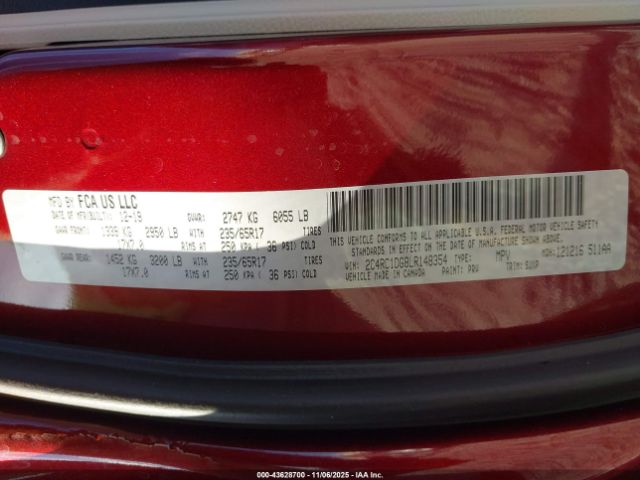 MFD BY FCA US LLC
DATE OF MFR(BUILT): 12-19 GVWR: 2747 KG 6055 LB
GAWR FRONT: 1339 KG 2950 LB WITH 235/65R17 TIRES
17X7.0 RIMS AT 250 KPA ( 36 PSI) COLD
GAWR REAR: 1452 KG 3200 LB WITH 235/65R17 TIRES
17X7.0 RIMS AT 250 KPA ( 36 PSI) COLD
THIS VEHICLE CONFORMS TO ALL APPLICABLE U.S.A. FEDERAL MOTOR VEHICLE SAFETY
STANDARDS IN EFFECT ON THE DATE OF MANUFACTURE SHOWN ABOVE.
VIN: 2C4RC1DG8LR148354 TYPE: MPV MDH: 121216 511AA
VEHICLE MADE IN CANADA PAINT: PRV TRIM:
000-43628700 - 11/06/2025 - IAAI.COM